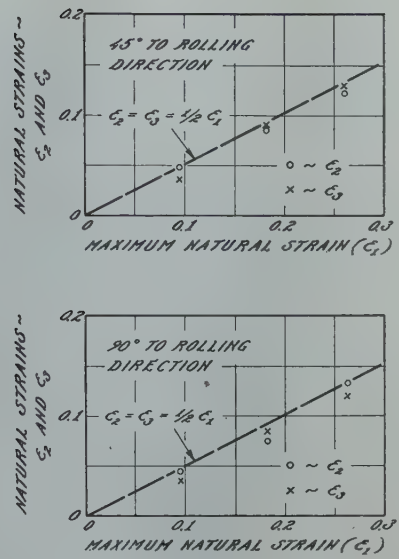 0.2
45° TO ROLLING
DIRECTION
NATURAL STRAINS ~
ε₂ AND ε₃
0.1
ε₂ = ε₃ = 1/2 ε₁
o ~ ε₂
x ~ ε₃
0
0 0.1 0.2 0.3
MAXIMUM NATURAL STRAIN (ε₁)
0.2
90° TO ROLLING
DIRECTION
NATURAL STRAINS ~
ε₂ AND ε₃
0.1
ε₂ = ε₃ = 1/2 ε₁
o ~ ε₂
x ~ ε₃
0
0 0.1 0.2 0.3
MAXIMUM NATURAL STRAIN (ε₁)